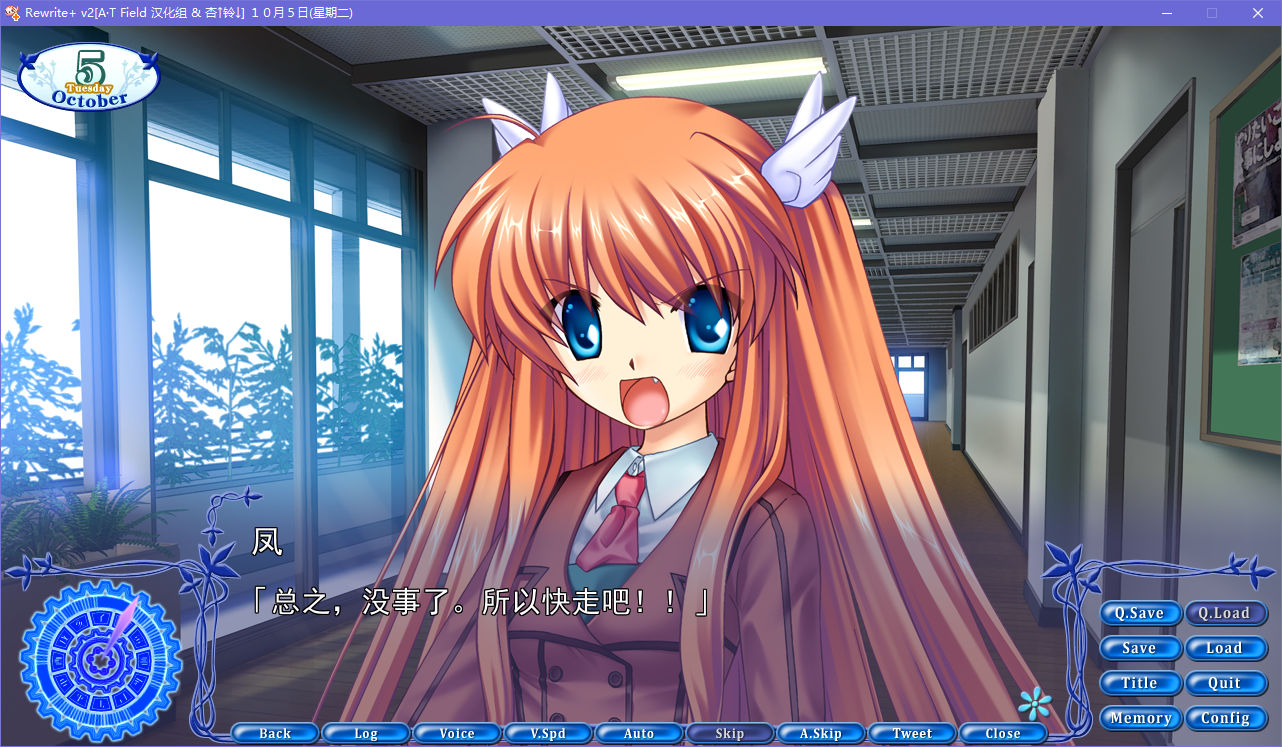 Rewrite+ v2[A·T Field 汉化组 & 杏↑铃↓] １０月５日(星期二)
5
Tuesday
October
凤
「总之，没事了。所以快走吧！！」
Q.Save Q.Load
Save Load
Title Quit
Memory Config
Back Log Voice V.Spd Auto Skip A.Skip Tweet Close